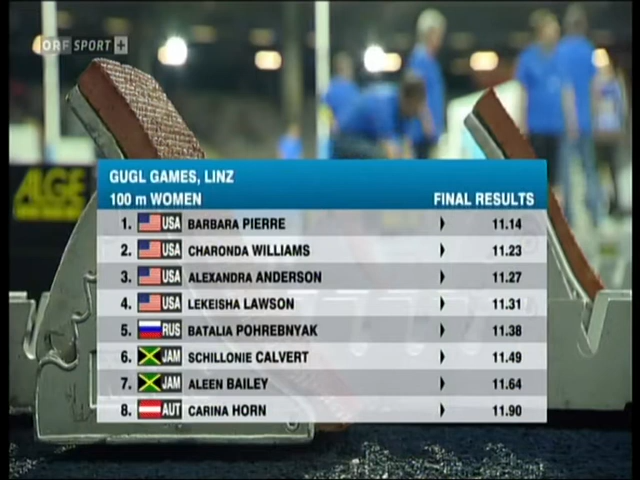 ORF SPORT +
ALGE
GUGL GAMES, LINZ
100 m WOMEN FINAL RESULTS
1. USA BARBARA PIERRE 11.14
2. USA CHARONDA WILLIAMS 11.23
3. USA ALEXANDRA ANDERSON 11.27
4. USA LEKEISHA LAWSON 11.31
5. RUS BATALIA POHREBNYAK 11.38
6. JAM SCHILLONIE CALVERT 11.49
7. JAM ALEEN BAILEY 11.64
8. AUT CARINA HORN 11.90